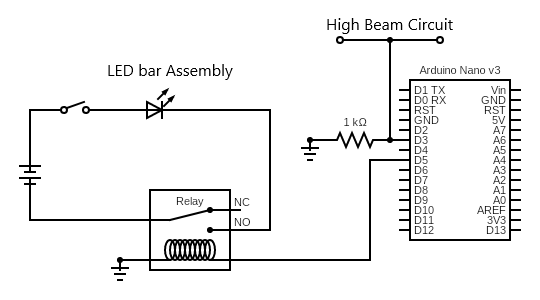 High Beam Circuit
LED bar Assembly
Arduino Nano v3
D1 TX
D0 RX
RST
GND
D2
D3
D4
D5
D6
D7
D8
D9
D10
D11
D12
Vin
GND
RST
5V
A7
A6
A5
A4
A3
A2
A1
A0
AREF
3V3
D13
1 kΩ
Relay
NC
NO